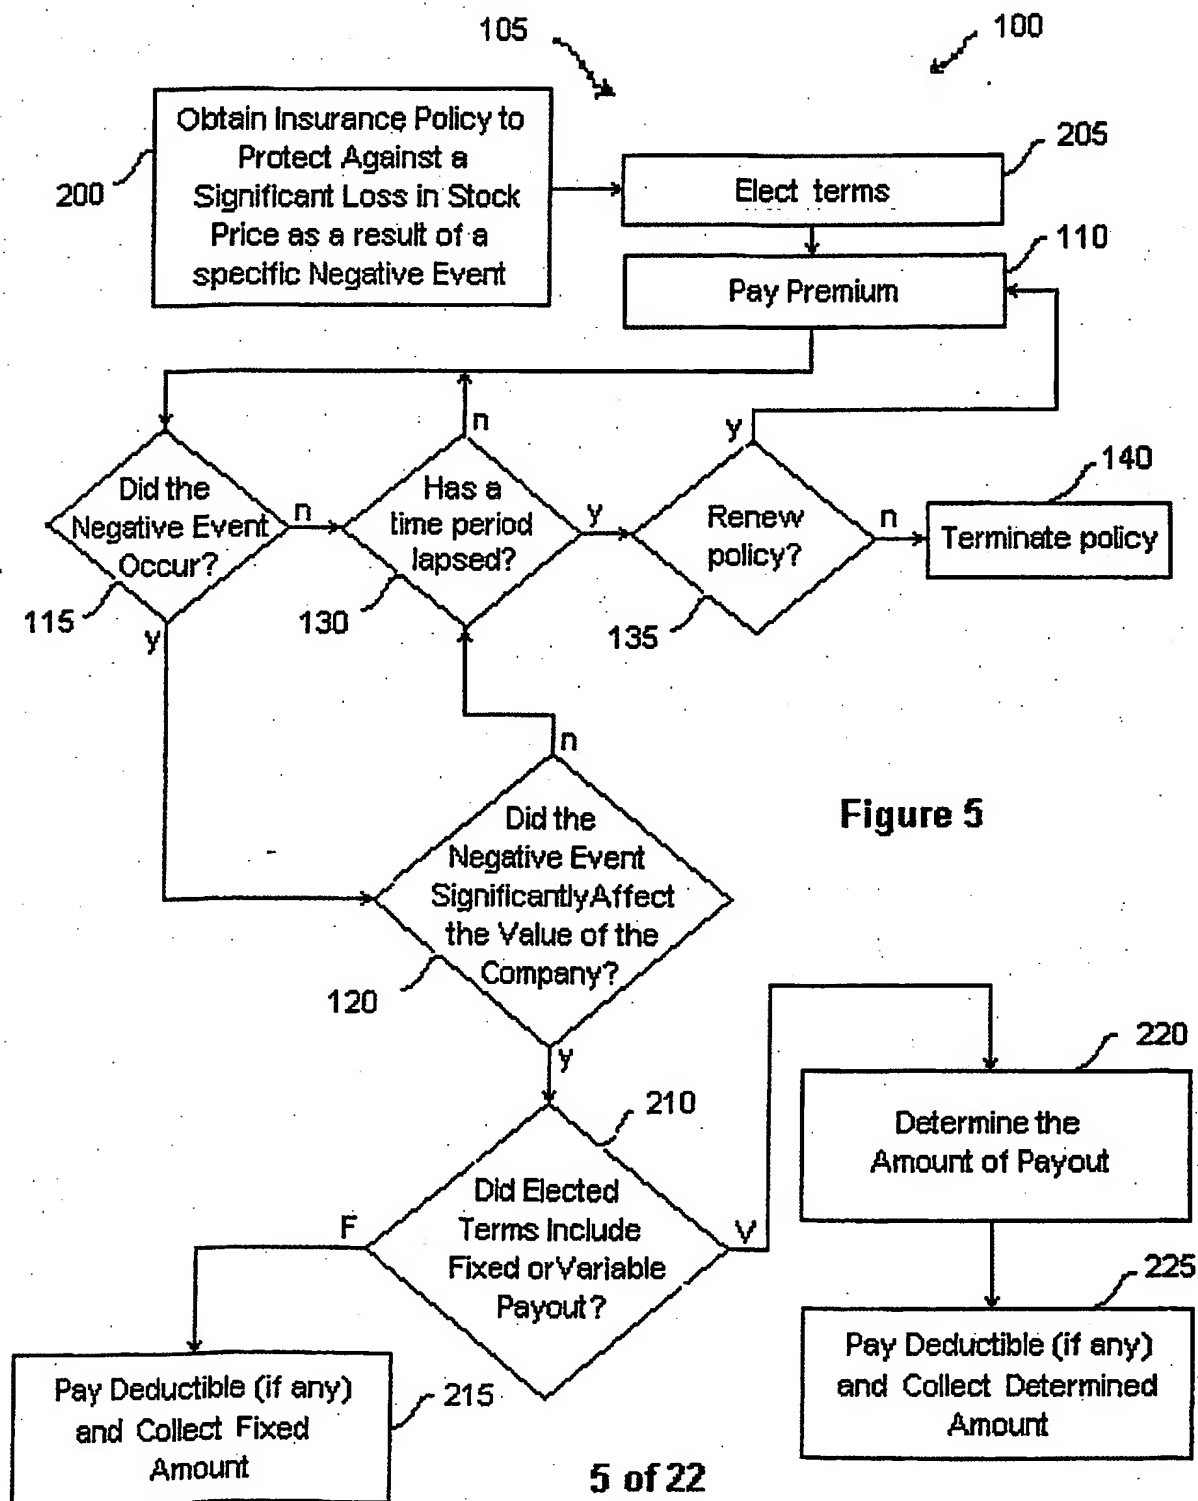 105
100
Obtain Insurance Policy to
Protect Against a
Significant Loss in Stock
Price as a result of a
specific Negative Event
200
205
Elect terms
110
Pay Premium
n
y
140
Did the
Negative Event
Occur?
n
Has a
time period
lapsed?
y
Renew
policy?
n
Terminate policy
115
130
135
y
n
Did the
Negative Event
Significantly Affect
the Value of the
Company?
Figure 5
120
y
210
220
Determine the
Amount of Payout
Did Elected
Terms Include
Fixed or Variable
Payout?
F
V
225
Pay Deductible (if any)
and Collect Determined
Amount
Pay Deductible (if any)
and Collect Fixed
Amount
215
5 of 22